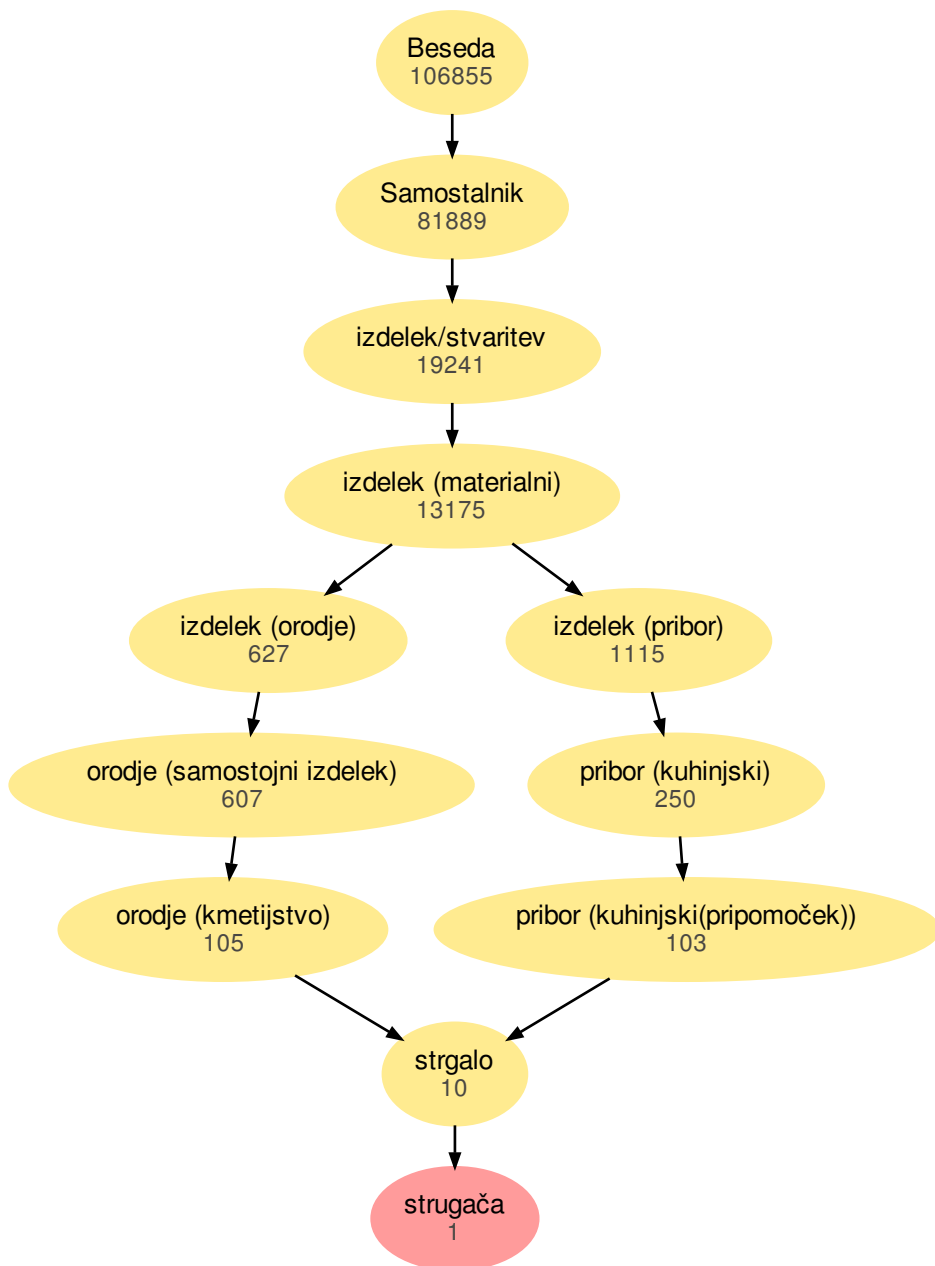 Beseda
106855
Samostalnik
81889
izdelek/stvaritev
19241
izdelek (materialni)
13175
izdelek (orodje)
627
izdelek (pribor)
1115
orodje (samostojni izdelek)
607
pribor (kuhinjski)
250
orodje (kmetijstvo)
105
pribor (kuhinjski(pripomoček))
103
strgalo
10
strugača
1